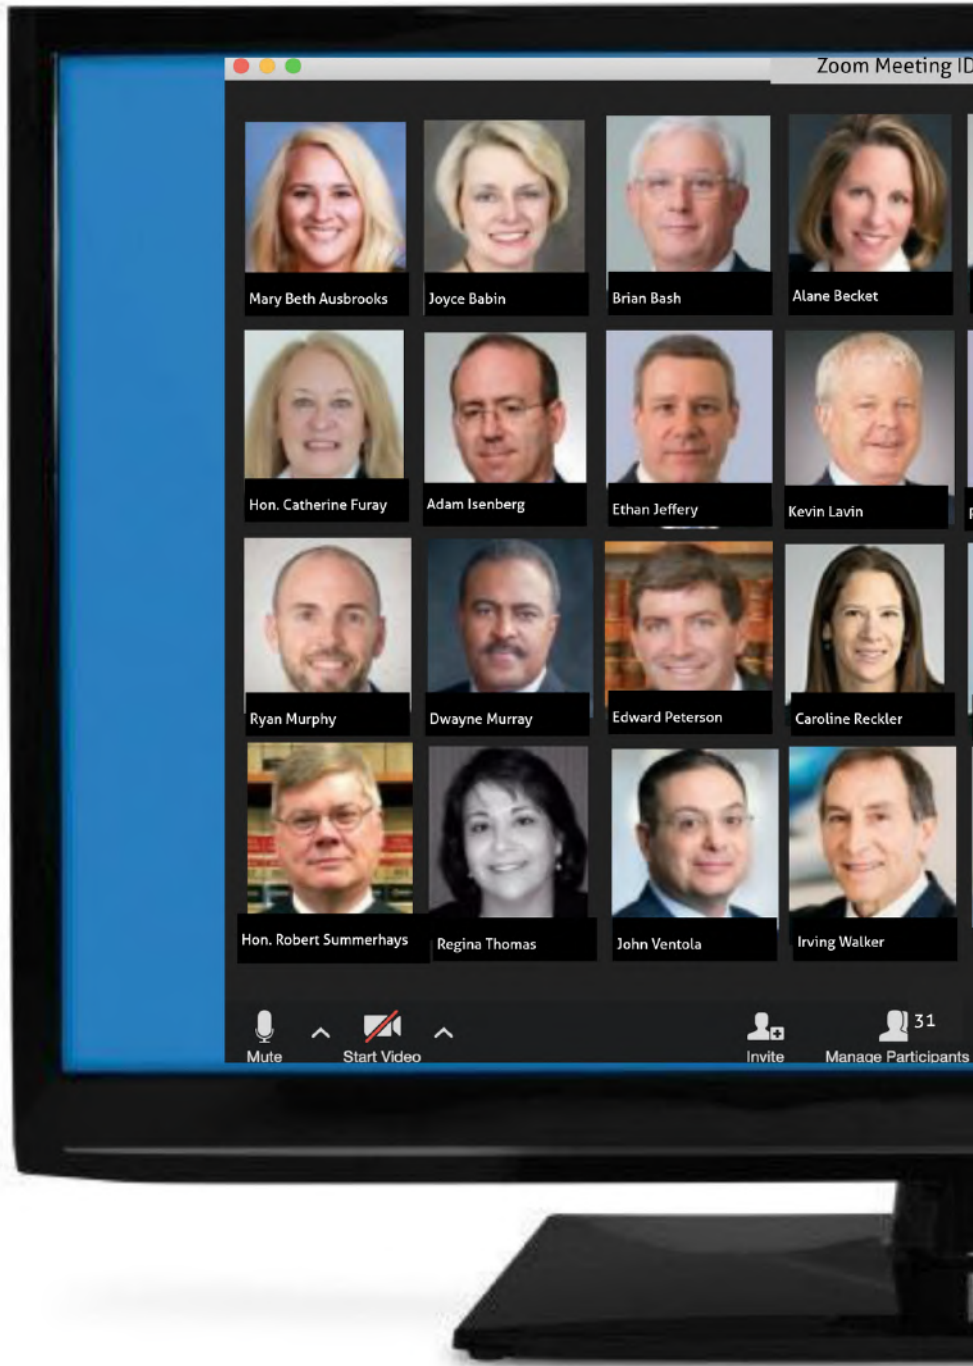 Zoom Meeting ID
Mary Beth Ausbrooks
Joyce Babin
Brian Bash
Alane Becket
Hon. Catherine Furay
Adam Isenberg
Ethan Jeffery
Kevin Lavin
Ryan Murphy
Dwayne Murray
Edward Peterson
Caroline Reckler
Hon. Robert Summerhays
Regina Thomas
John Ventola
Irving Walker
31
Mute
Start Video
Invite
Manage Participants